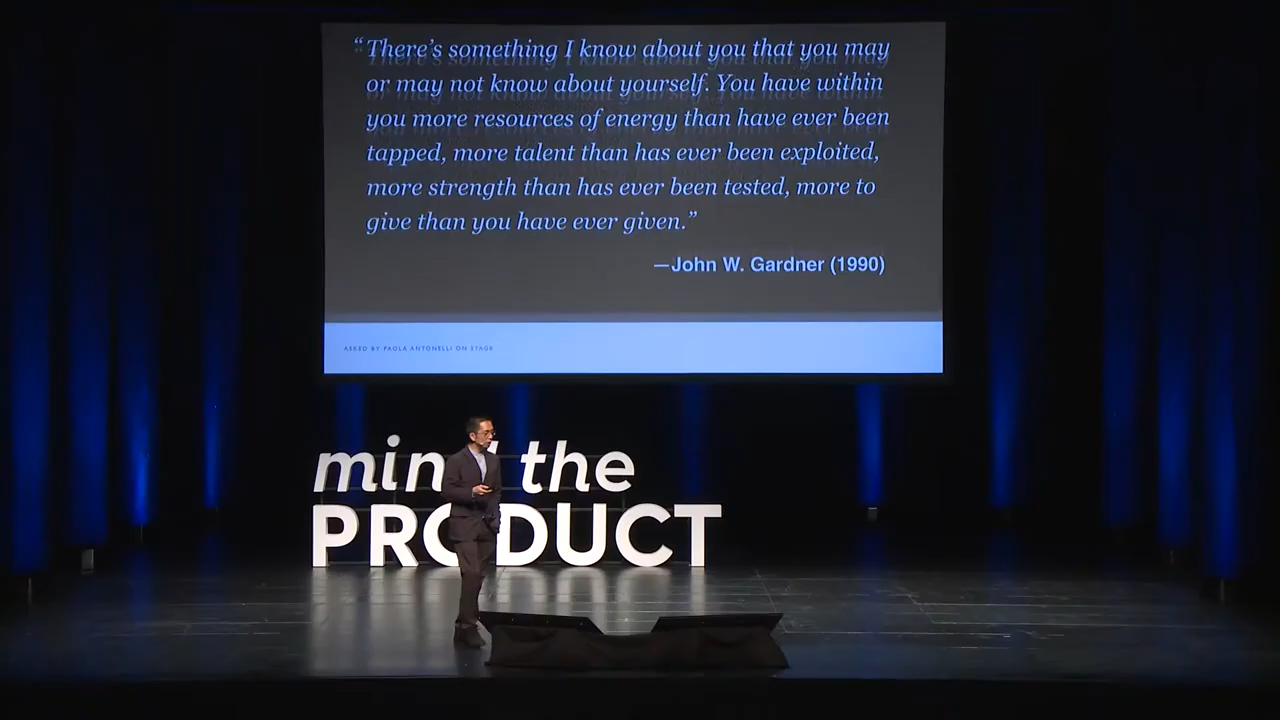 “There’s something I know about you that you may
or may not know about yourself. You have within
you more resources of energy than have ever been
tapped, more talent than has ever been exploited,
more strength than has ever been tested, more to
give than you have ever given.”
—John W. Gardner (1990)
ASKED BY PAOLA ANTONELLI ON STAGE
mind the
PRODUCT